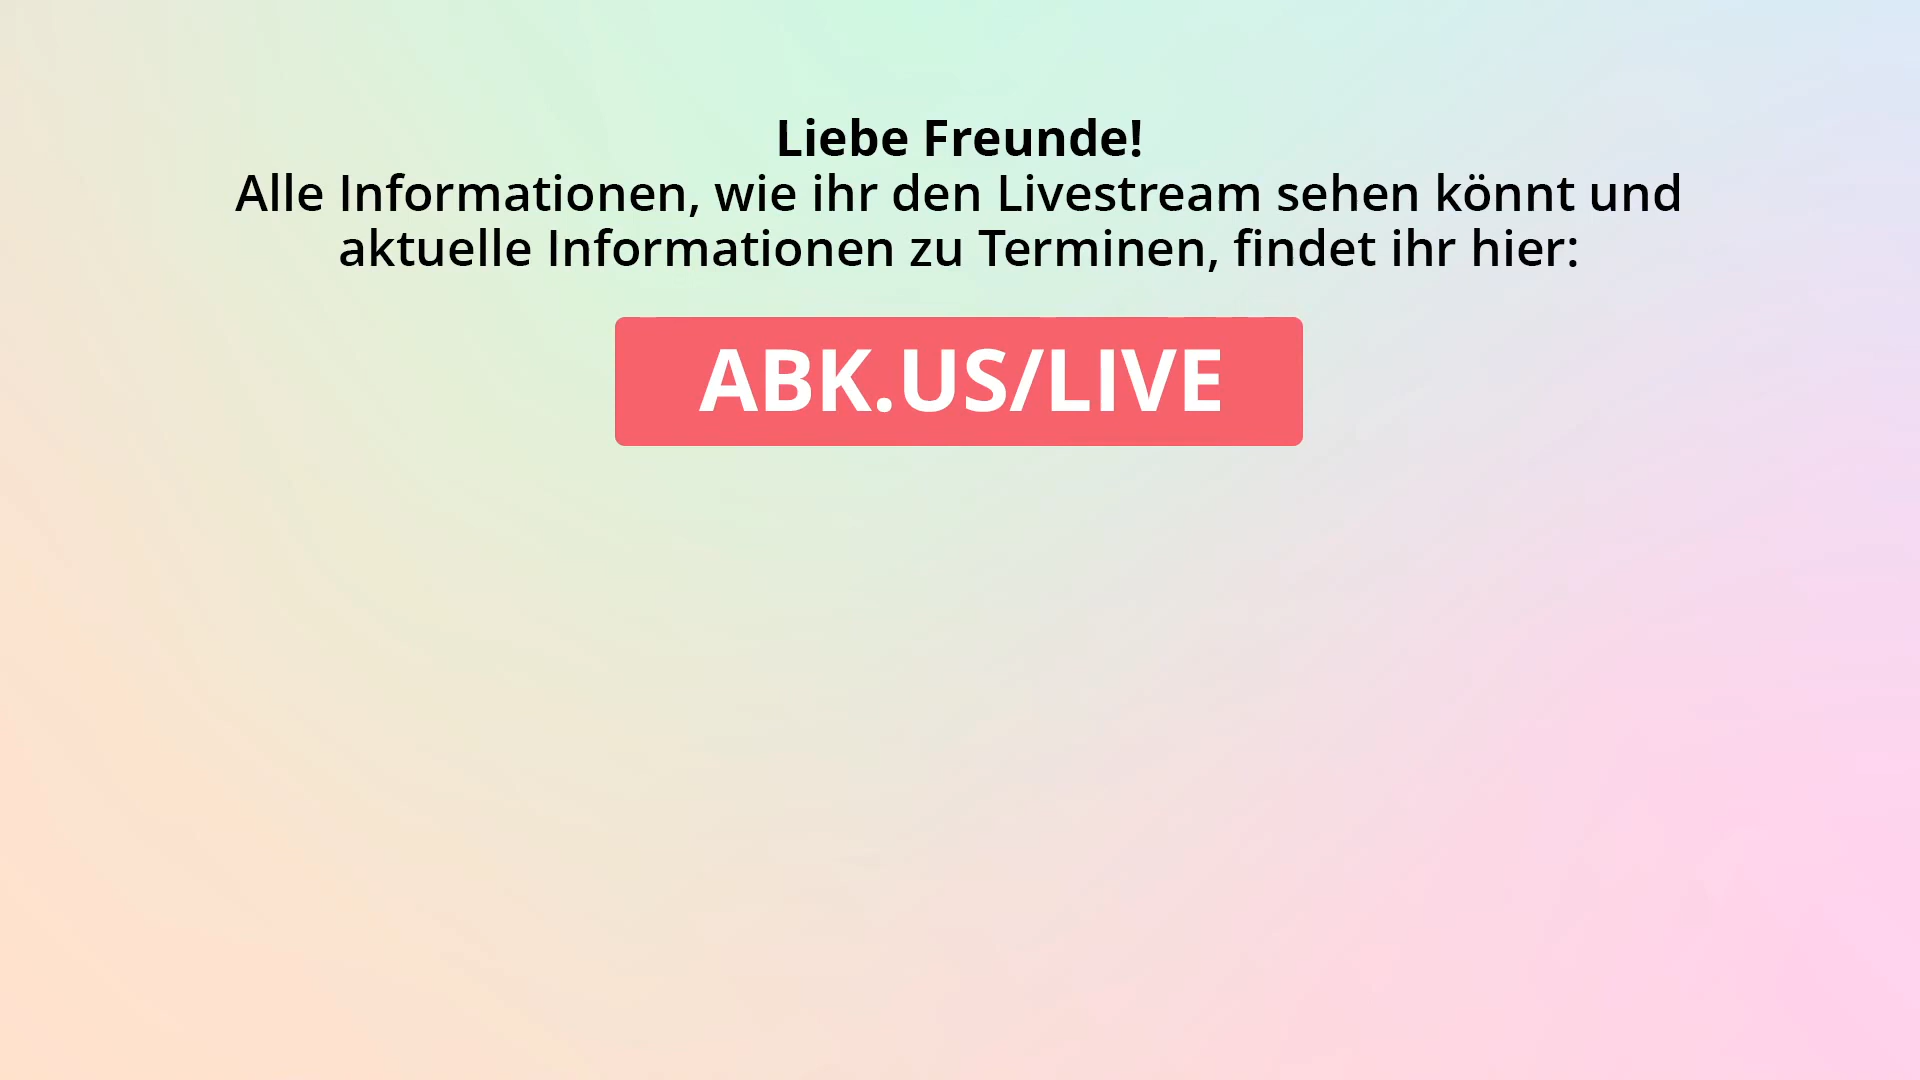 Liebe Freunde!
Alle Informationen, wie ihr den Livestream sehen könnt und
aktuelle Informationen zu Terminen, findet ihr hier:
ABK.US/LIVE